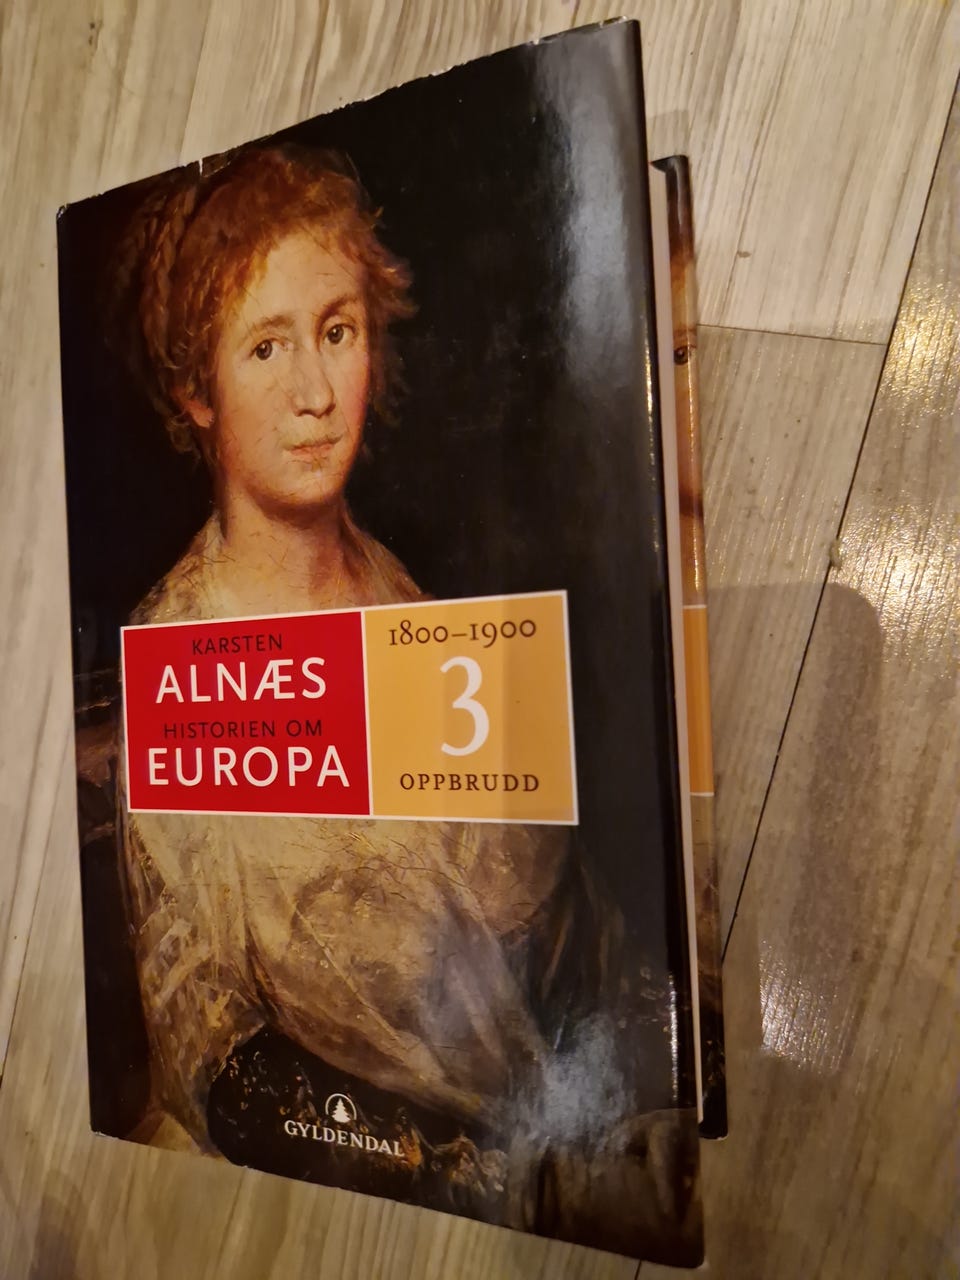 KARSTEN
ALNÆS
HISTORIEN OM
EUROPA
1800–1900
3
OPPBRUDD
GYLDENDAL